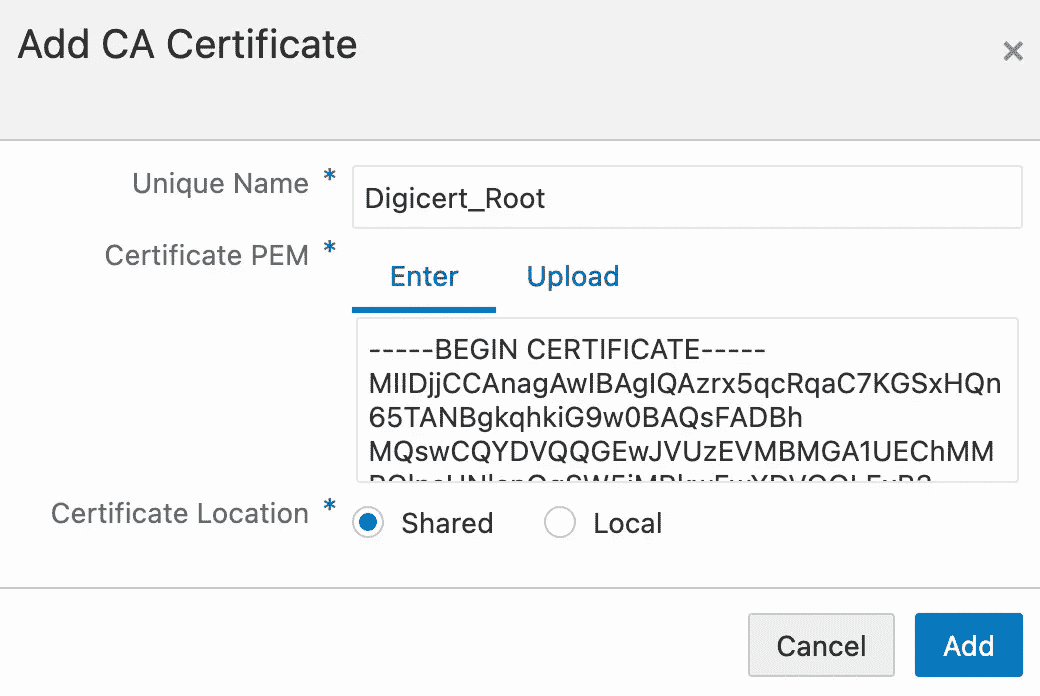 Add CA Certificate
×
Unique Name *
Digicert_Root
Certificate PEM *
Enter Upload
-----BEGIN CERTIFICATE-----
MIIDjjCCAnagAwIBAgIQAzrx5qcRqaC7KGSxHQn
65TANBgkqhkiG9w0BAQsFADBh
MQswCQYDVQQGEwJVUzEVMBMGA1UEChMM
Certificate Location *
Shared Local
Cancel Add